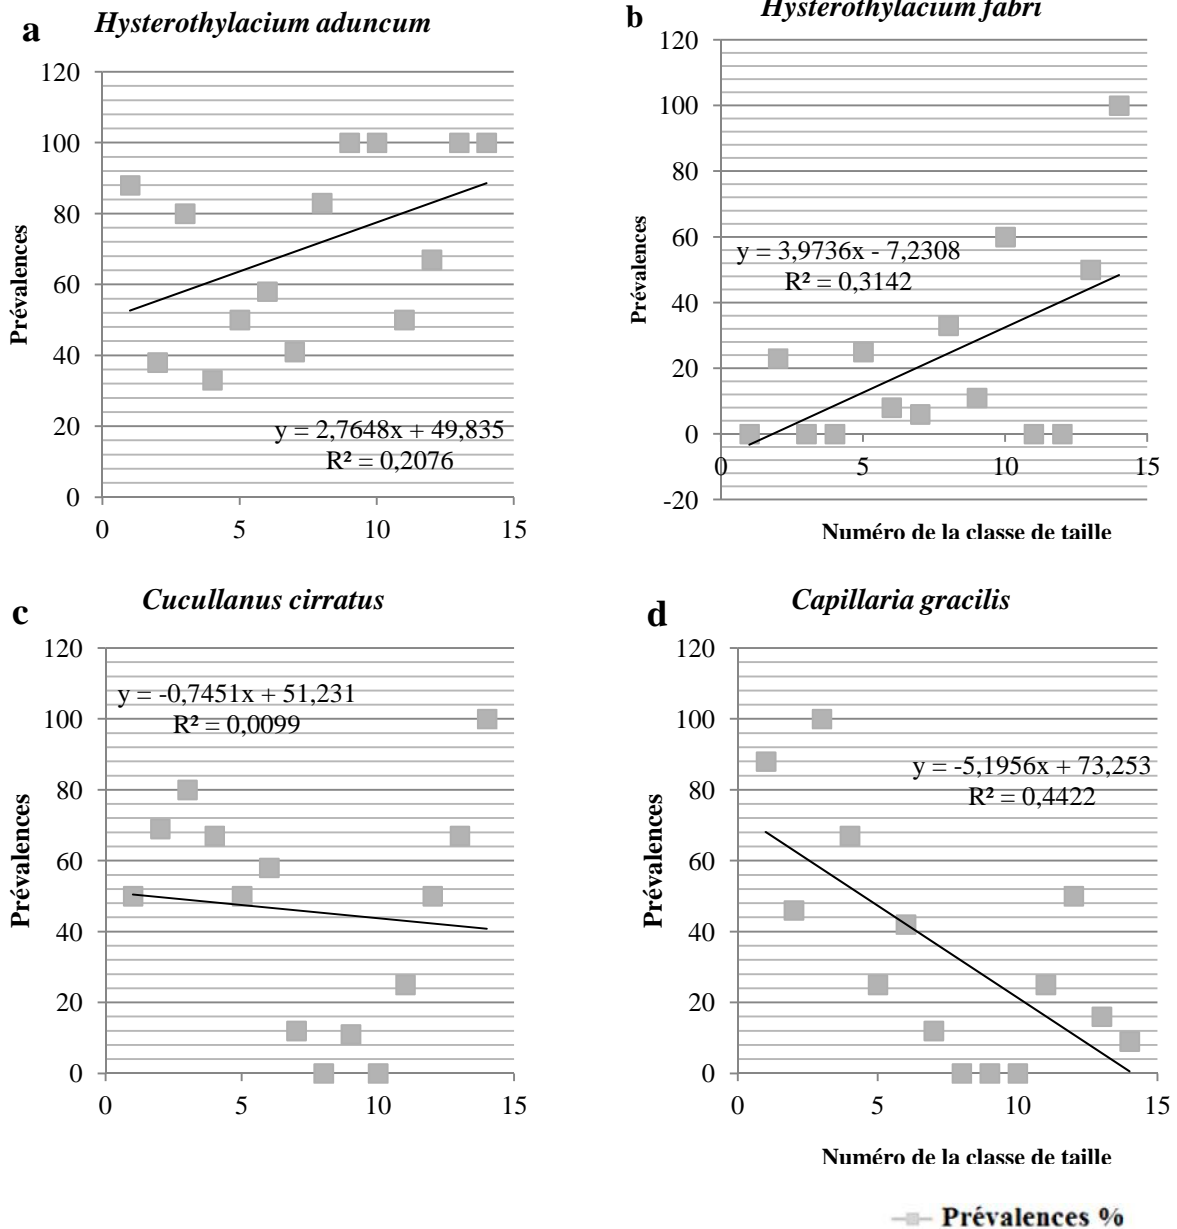 a
Hysterothylacium aduncum
120
100
80
60
40
20
0
0 5 10 15
Prévalences
y = 2,7648x + 49,835
R² = 0,2076
b
Hysterothylacium fabri
120
100
80
60
40
20
0
-20
0 5 10 15
Prévalences
y = 3,9736x - 7,2308
R² = 0,3142
Numéro de la classe de taille
c
Cucullanus cirratus
120
100
80
60
40
20
0
0 5 10 15
Prévalences
y = -0,7451x + 51,231
R² = 0,0099
d
Capillaria gracilis
120
100
80
60
40
20
0
0 5 10 15
Prévalences
y = -5,1956x + 73,253
R² = 0,4422
Numéro de la classe de taille
Prévalences %